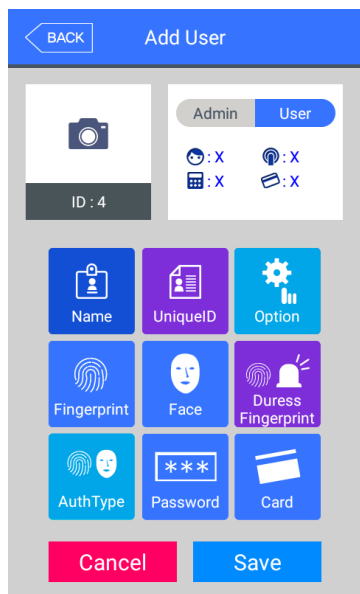 BACK
Add User
Admin
User
: X
: X
: X
: X
ID : 4
Name
UniqueID
Option
Fingerprint
Face
Duress
Fingerprint
AuthType
***
Password
Card
Cancel
Save